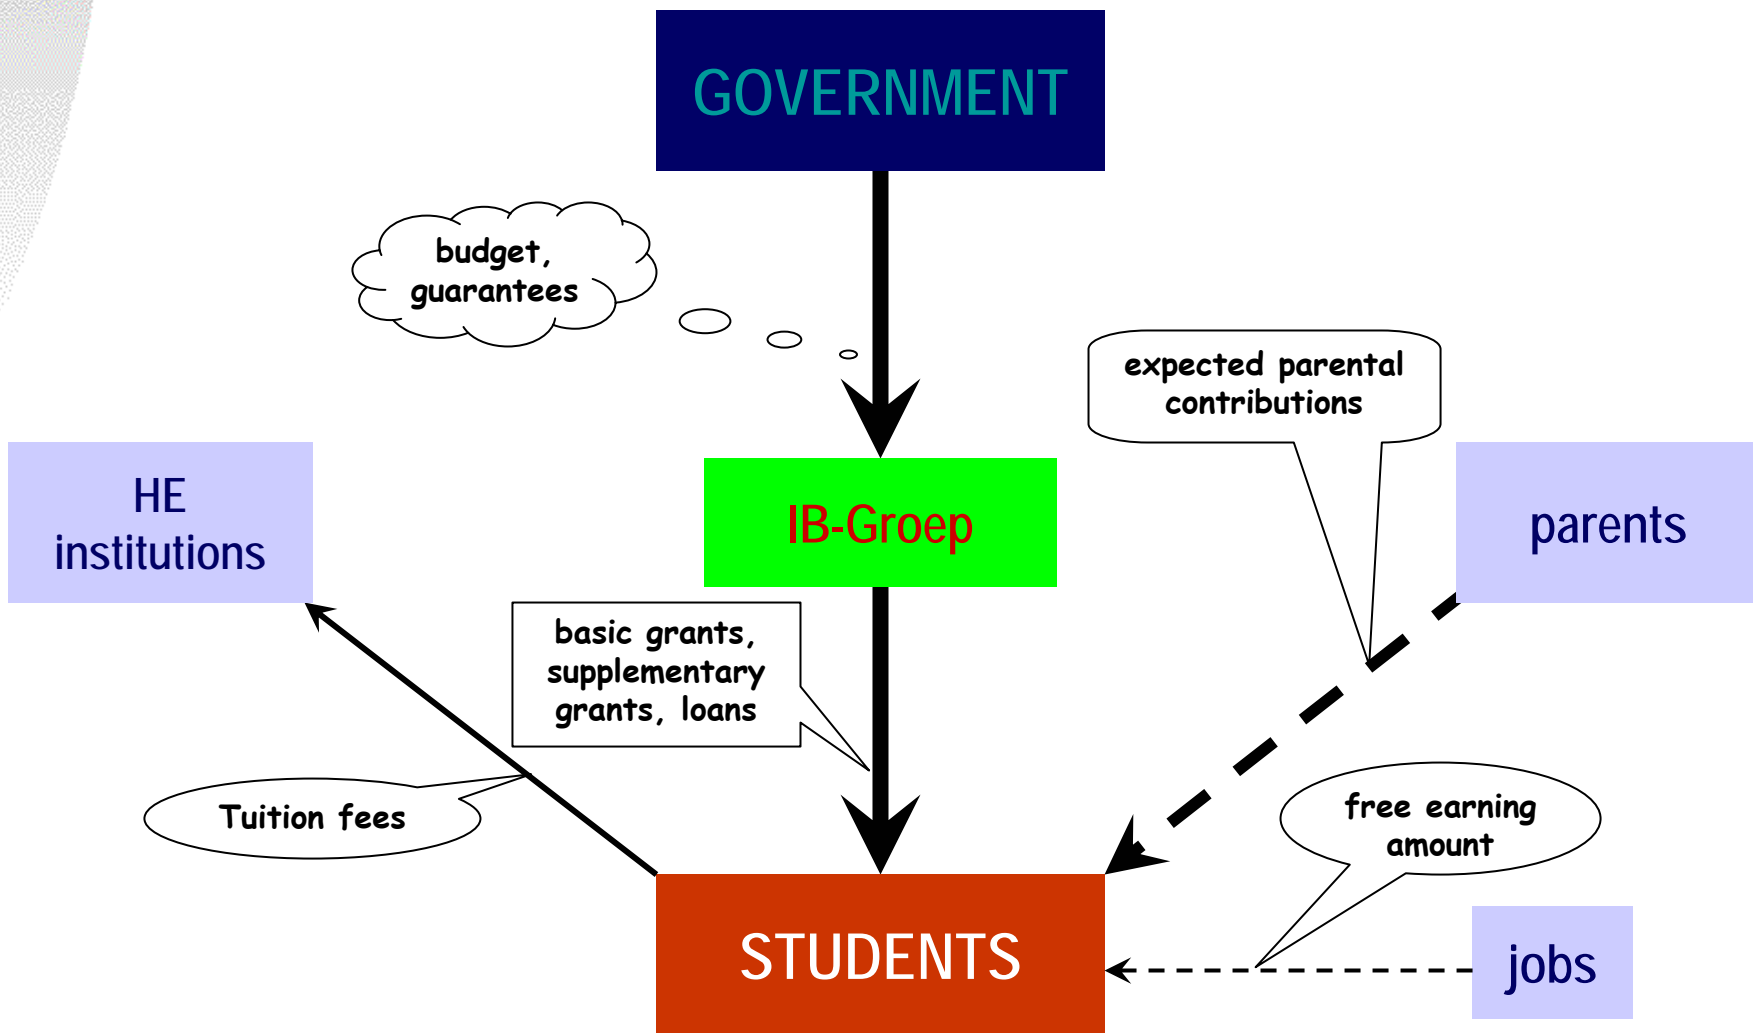 GOVERNMENT
budget,
guarantees
expected parental
contributions
HE
institutions
IB-Groep
parents
basic grants,
supplementary
grants, loans
Tuition fees
free earning
amount
STUDENTS
jobs